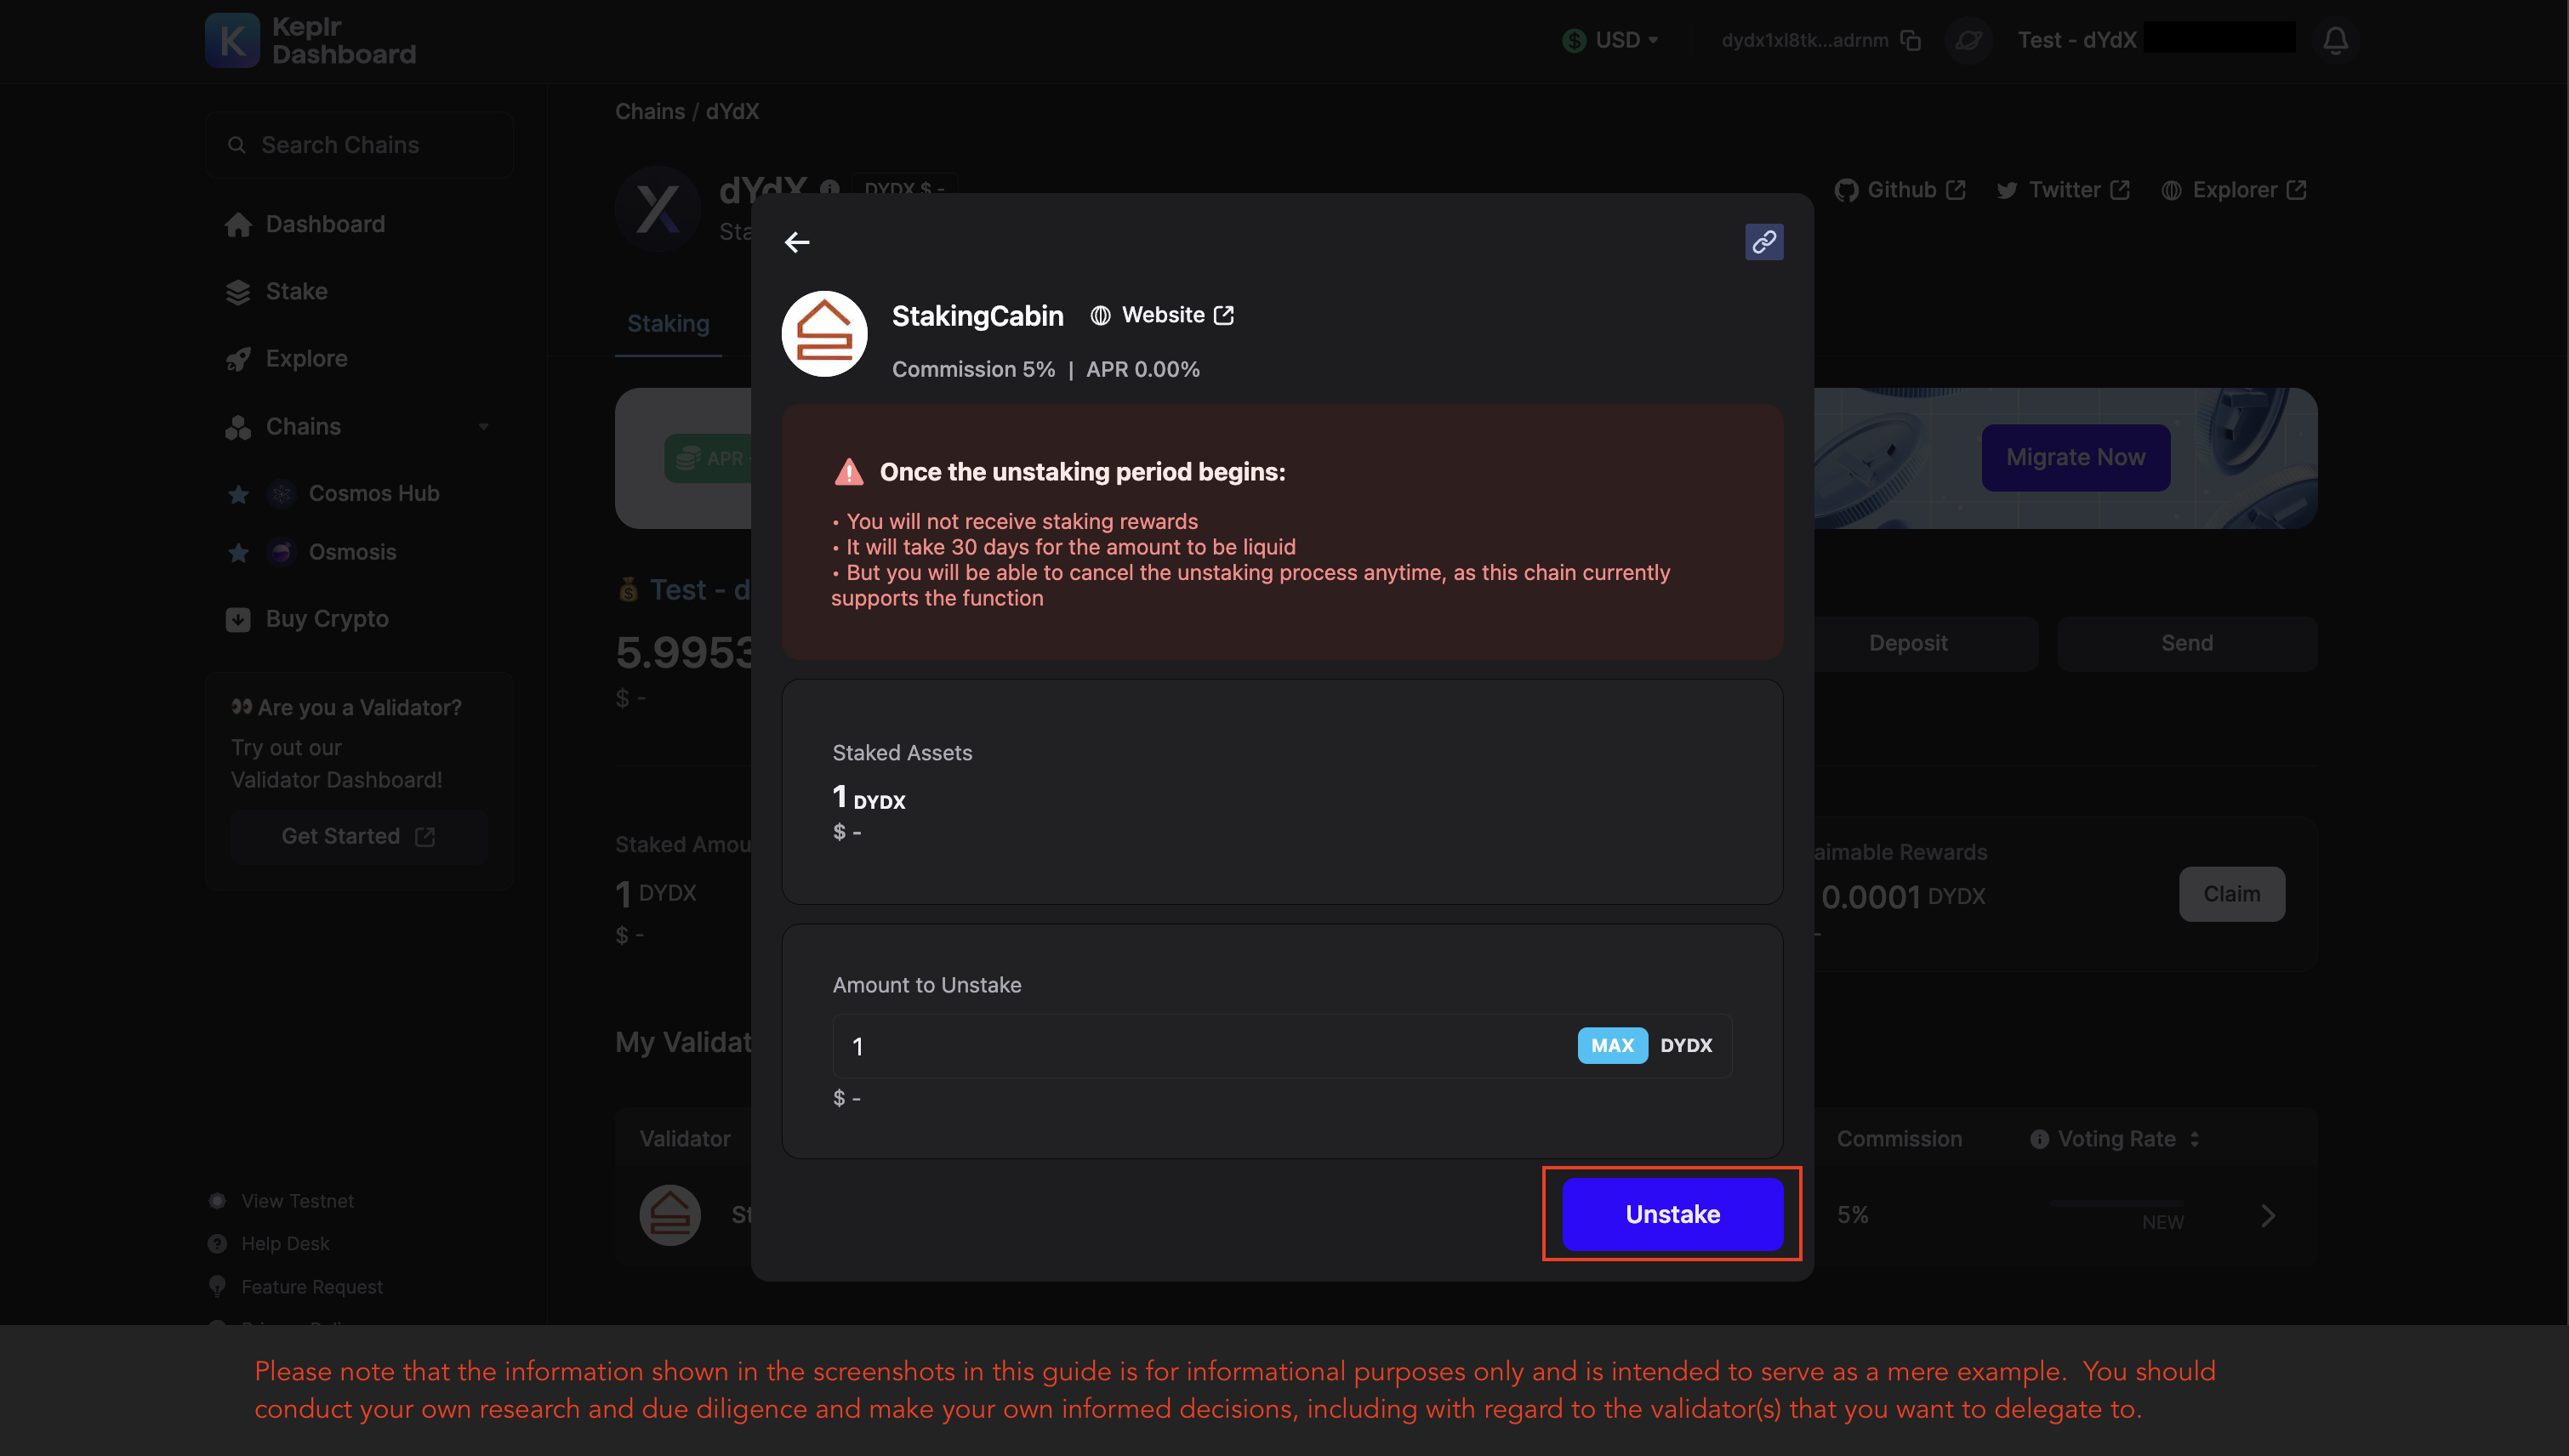 Keplr
Dashboard
USD
dydx1xl8tk...adrnm
Test - dYdX
Search Chains
Dashboard
Stake
Explore
Chains
Cosmos Hub
Osmosis
Buy Crypto
Are you a Validator?
Try out our
Validator Dashboard!
Get Started
View Testnet
Help Desk
Feature Request
Chains / dYdX
dYdX
DYDX $ -
Github
Twitter
Explorer
Staking
APR
Migrate Now
Test - d
5.9953
$ -
Deposit
Send
Staked Amou
1 DYDX
$ -
aimable Rewards
0.0001 DYDX
Claim
My Validat
Validator
Commission
Voting Rate
5%
NEW
StakingCabin
Website
Commission 5% | APR 0.00%
Once the unstaking period begins:
• You will not receive staking rewards
• It will take 30 days for the amount to be liquid
• But you will be able to cancel the unstaking process anytime, as this chain currently
supports the function
Staked Assets
1 DYDX
$ -
Amount to Unstake
1
MAX DYDX
$ -
Unstake
Please note that the information shown in the screenshots in this guide is for informational purposes only and is intended to serve as a mere example. You should
conduct your own research and due diligence and make your own informed decisions, including with regard to the validator(s) that you want to delegate to.